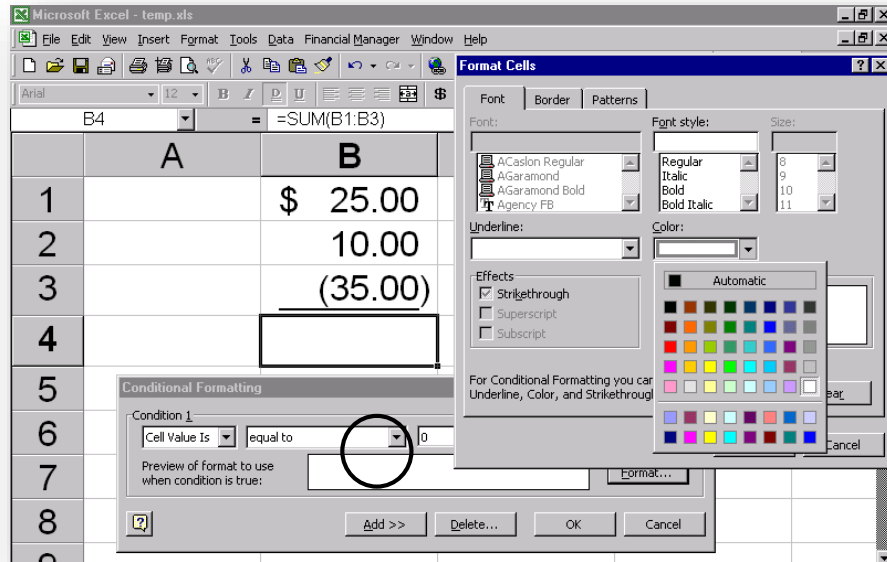 Microsoft Excel - temp.xls
File Edit View Insert Format Tools Data Financial Manager Window Help
Arial 12 B I D U $
B4 = =SUM(B1:B3)
A B
1 $ 25.00
2 10.00
3 (35.00)
4
5
6
7
8
9
Format Cells
Font Border Patterns
Font: Font style: Size:
ACaslon Regular Regular 8
AGaramond Italic 9
AGaramond Bold Bold 10
Agency FB Bold Italic 11
Underline: Color:
Automatic
Effects
Strikethrough
Superscript
Subscript
For Conditional Formatting you can
Underline, Color, and Strikethrough
Cancel
Conditional Formatting
Condition 1
Cell Value Is equal to 0
Preview of format to use
when condition is true:
Format...
Add >> Delete... OK Cancel